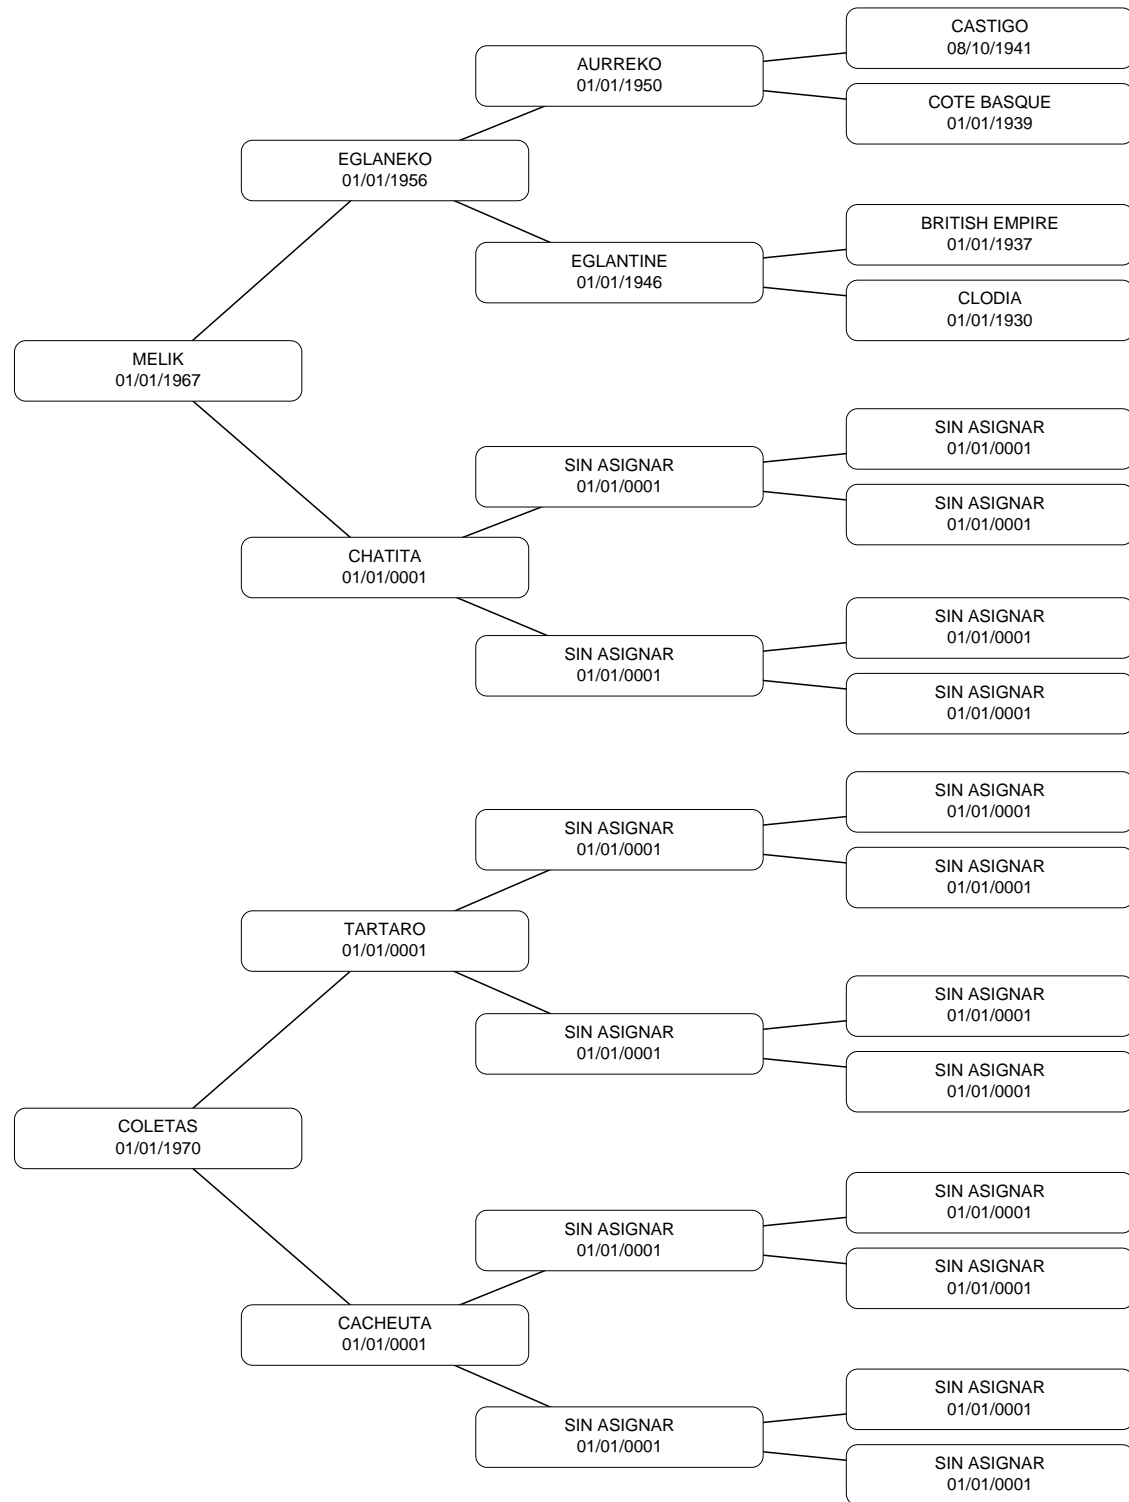 CASTIGO
08/10/1941
AURREKO
01/01/1950
COTE BASQUE
01/01/1939
EGLANEKO
01/01/1956
BRITISH EMPIRE
01/01/1937
EGLANTINE
01/01/1946
CLODIA
01/01/1930
MELIK
01/01/1967
SIN ASIGNAR
01/01/0001
SIN ASIGNAR
01/01/0001
SIN ASIGNAR
01/01/0001
CHATITA
01/01/0001
SIN ASIGNAR
01/01/0001
SIN ASIGNAR
01/01/0001
SIN ASIGNAR
01/01/0001
SIN ASIGNAR
01/01/0001
SIN ASIGNAR
01/01/0001
SIN ASIGNAR
01/01/0001
TARTARO
01/01/0001
SIN ASIGNAR
01/01/0001
SIN ASIGNAR
01/01/0001
SIN ASIGNAR
01/01/0001
COLETAS
01/01/1970
SIN ASIGNAR
01/01/0001
SIN ASIGNAR
01/01/0001
SIN ASIGNAR
01/01/0001
CACHEUTA
01/01/0001
SIN ASIGNAR
01/01/0001
SIN ASIGNAR
01/01/0001
SIN ASIGNAR
01/01/0001